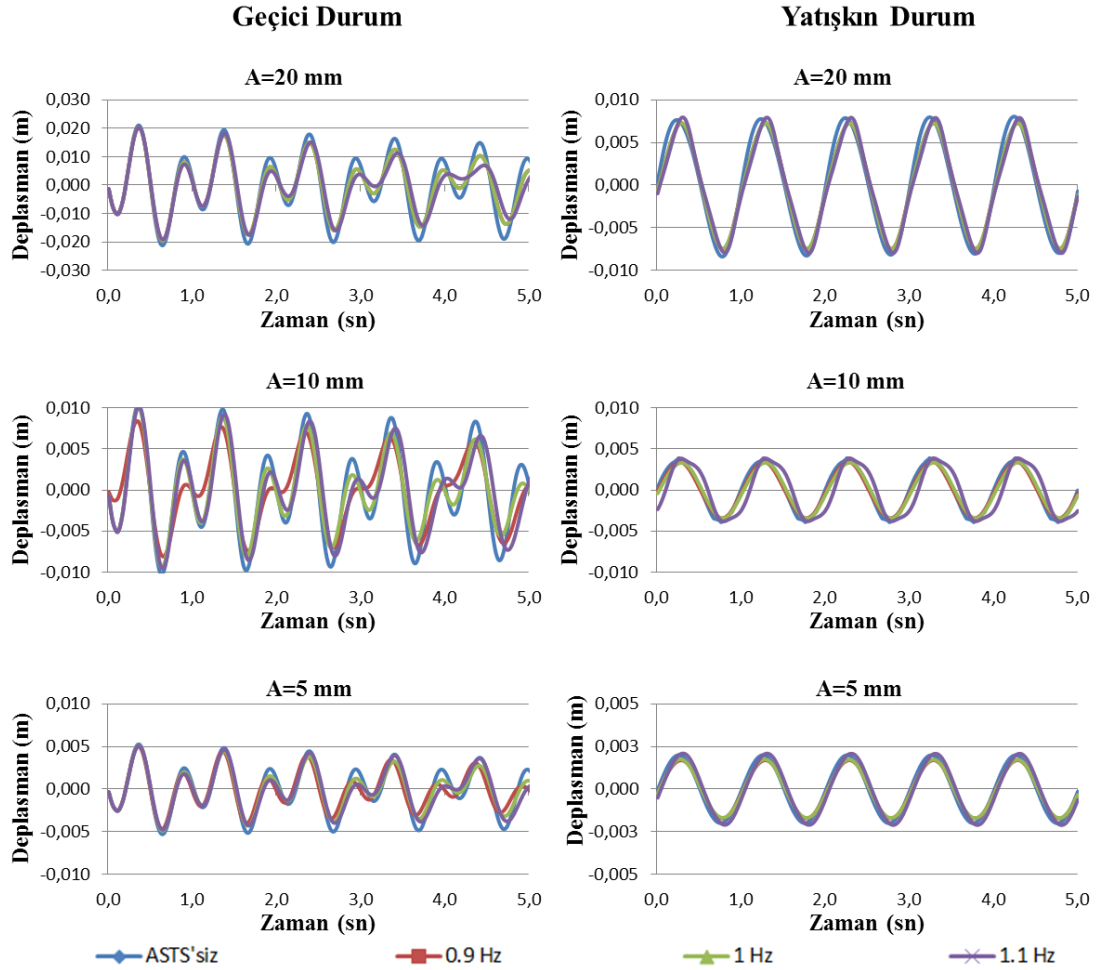 Geçici Durum
Yatışkın Durum
A=20 mm
Deplasman (m)
0,030
0,020
0,010
0,000
-0,010
-0,020
-0,030
0,0 1,0 2,0 3,0 4,0 5,0
Zaman (sn)
A=20 mm
Deplasman (m)
0,010
0,005
0,000
-0,005
-0,010
0,0 1,0 2,0 3,0 4,0 5,0
Zaman (sn)
A=10 mm
Deplasman (m)
0,010
0,005
0,000
-0,005
-0,010
0,0 1,0 2,0 3,0 4,0 5,0
Zaman (sn)
A=10 mm
Deplasman (m)
0,010
0,005
0,000
-0,005
-0,010
0,0 1,0 2,0 3,0 4,0 5,0
Zaman (sn)
A=5 mm
Deplasman (m)
0,010
0,005
0,000
-0,005
-0,010
0,0 1,0 2,0 3,0 4,0 5,0
Zaman (sn)
A=5 mm
Deplasman (m)
0,005
0,003
0,000
-0,003
-0,005
0,0 1,0 2,0 3,0 4,0 5,0
Zaman (sn)
ASTS'siz 0.9 Hz 1 Hz 1.1 Hz